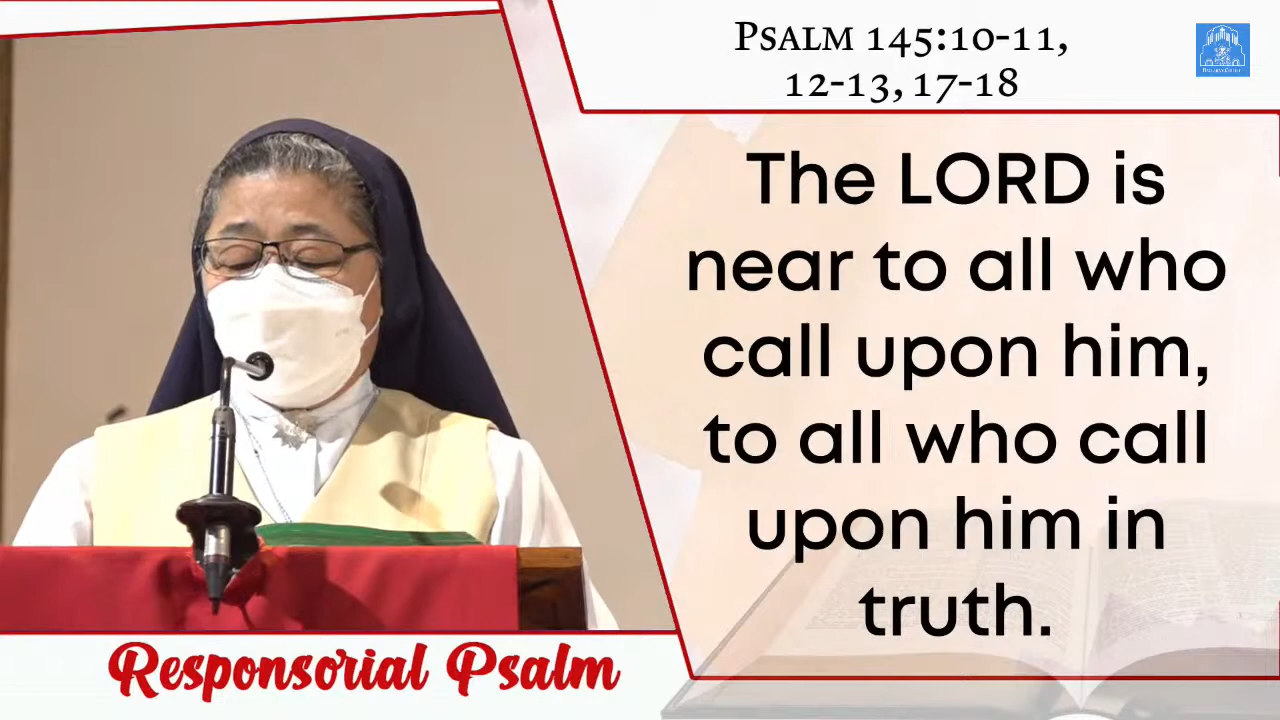 Psalm 145:10-11,
12-13, 17-18
The LORD is
near to all who
call upon him,
to all who call
upon him in
truth.
Responsorial Psalm